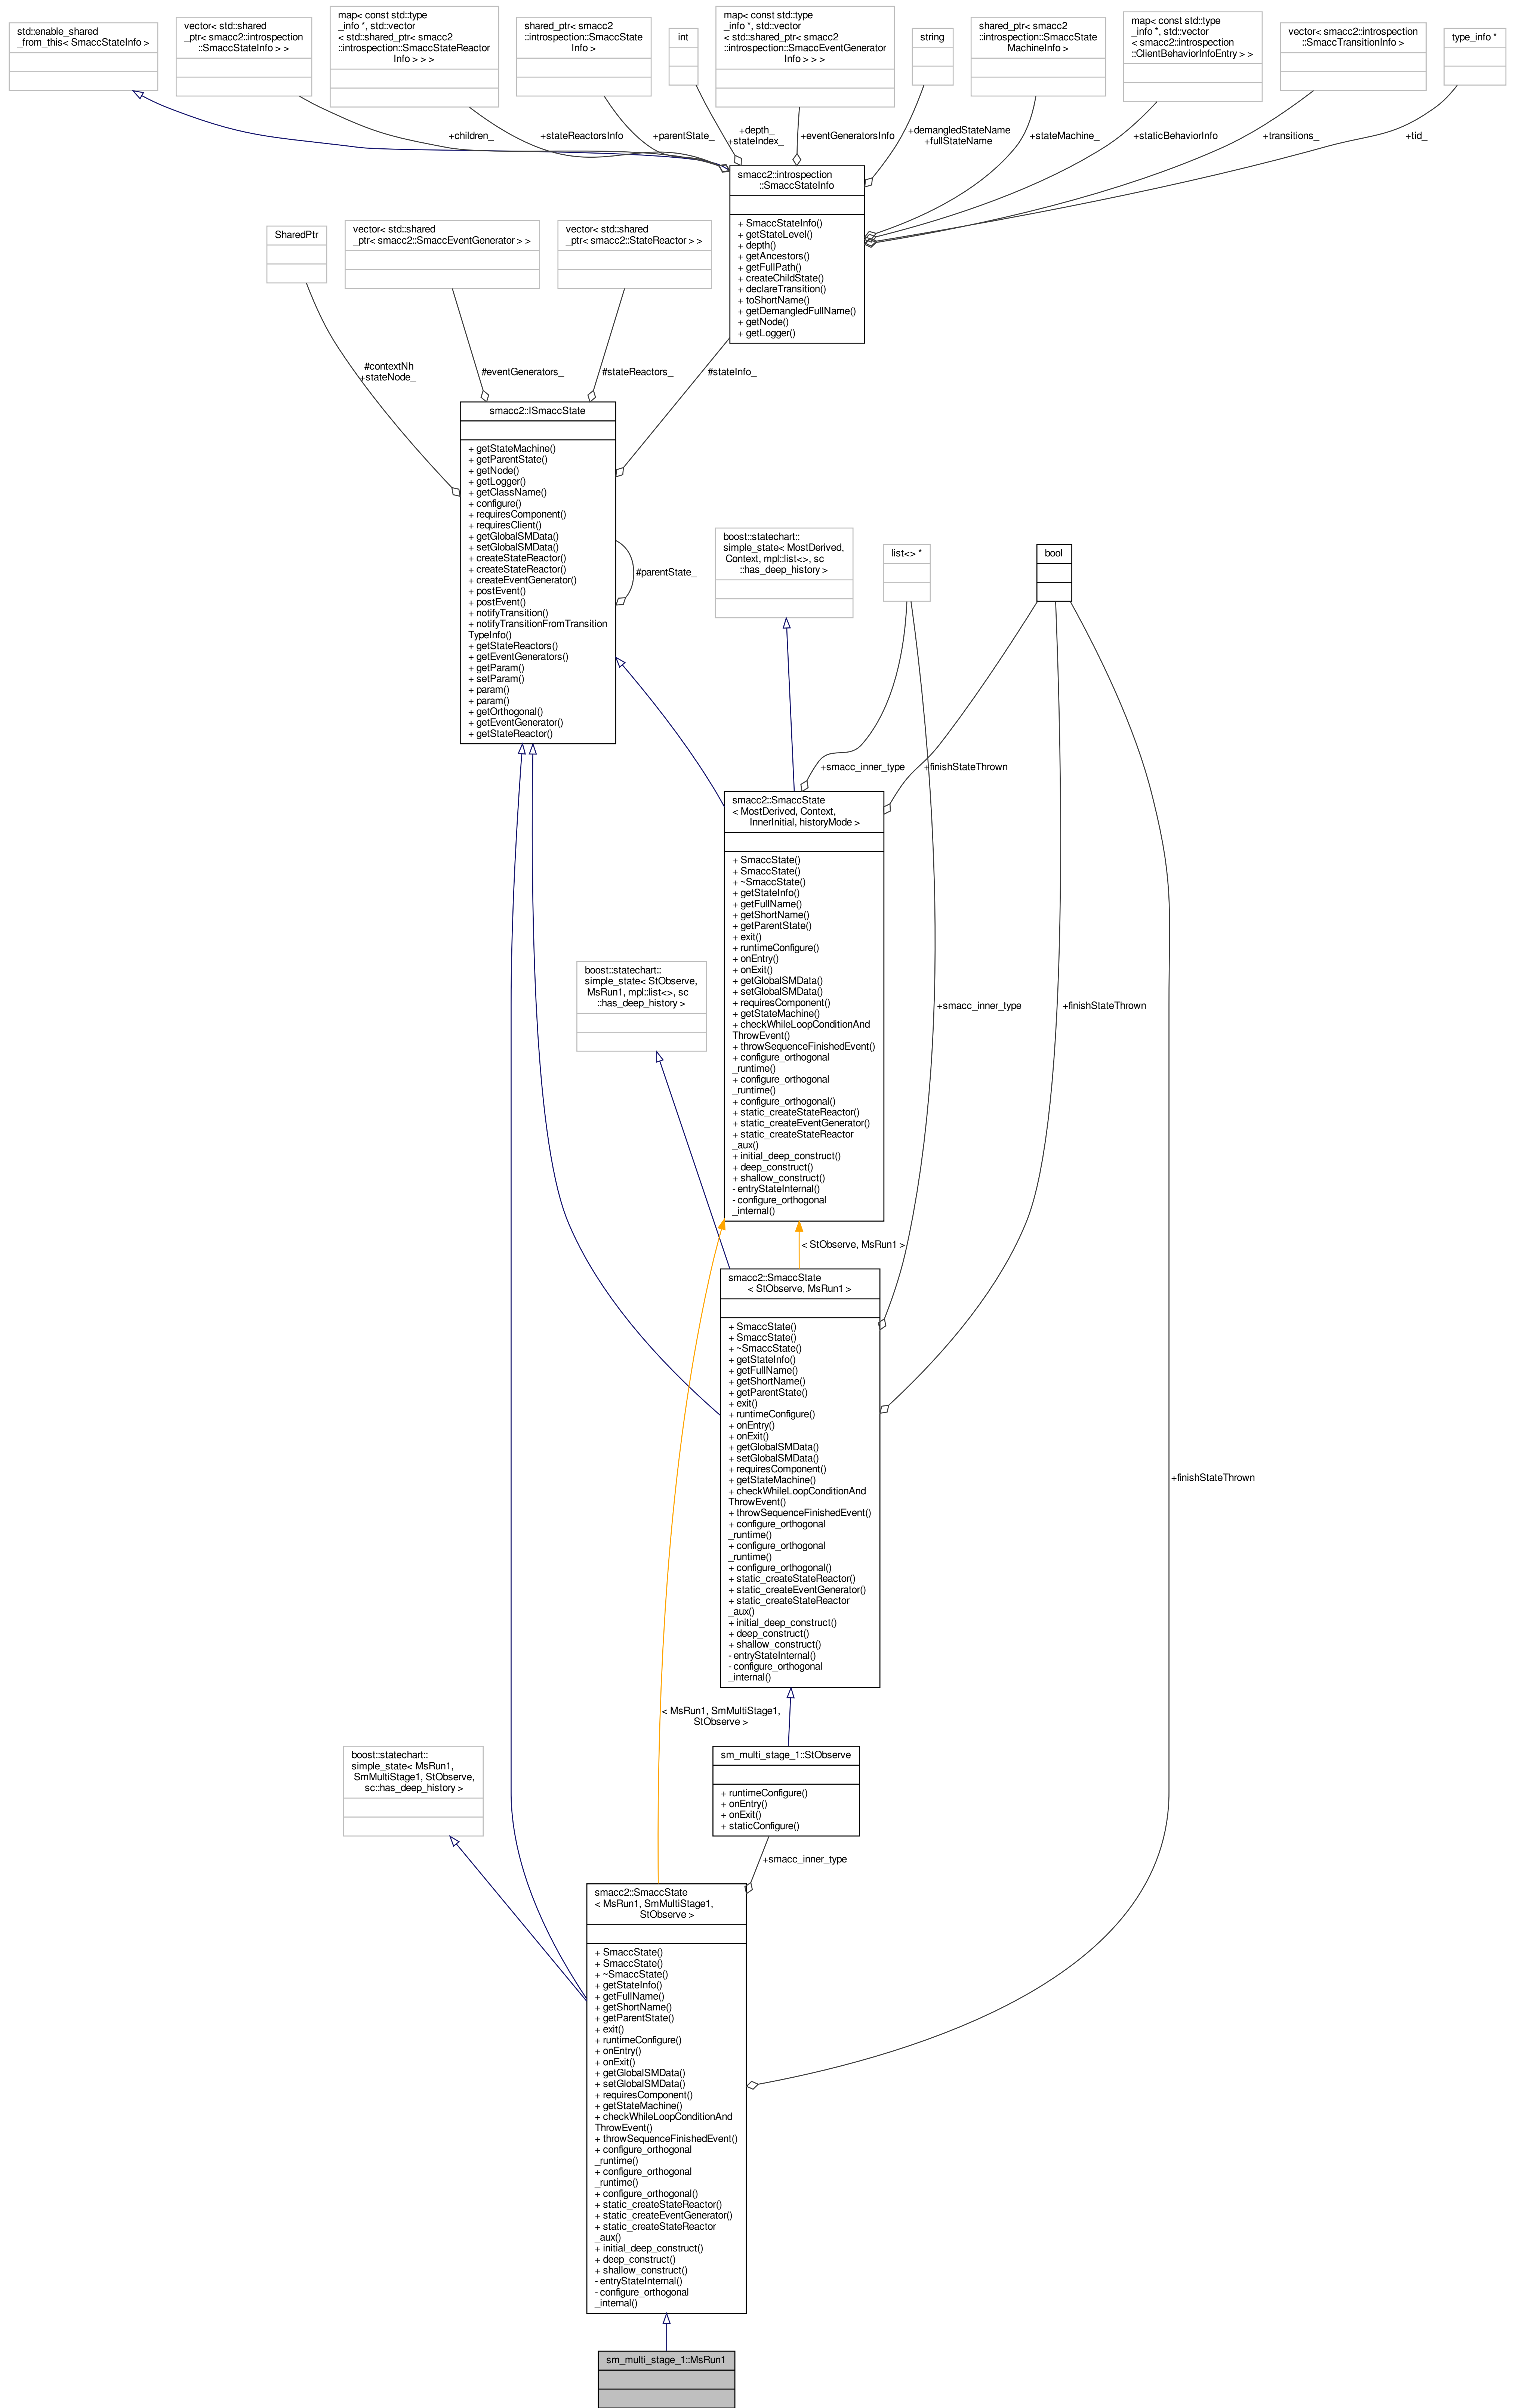 std::enable_shared
_from_this< SmaccStateInfo >
vector< std::shared
_ptr< smacc2::introspection
::SmaccStateInfo > >
map< const std::type
_info *, std::vector
< std::shared_ptr< smacc2
::introspection::SmaccStateReactor
Info > > >
shared_ptr< smacc2
::introspection::SmaccState
Info >
int
map< const std::type
_info *, std::vector
< std::shared_ptr< smacc2
::introspection::SmaccEventGenerator
Info > > >
string
shared_ptr< smacc2
::introspection::SmaccState
MachineInfo >
map< const std::type
_info *, std::vector
< smacc2::introspection
::ClientBehaviorInfoEntry > >
vector< smacc2::introspection
::SmaccTransitionInfo >
type_info *
+children_
+stateReactorsInfo
+parentState_
+depth_
+stateIndex_
+eventGeneratorsInfo
+demangledStateName
+fullStateName
+stateMachine_
+staticBehaviorInfo
+transitions_
+tid_
smacc2::introspection
::SmaccStateInfo
+ SmaccStateInfo()
+ getStateLevel()
+ depth()
+ getAncestors()
+ getFullPath()
+ createChildState()
+ declareTransition()
+ toShortName()
+ getDemangledFullName()
+ getNode()
+ getLogger()
SharedPtr
vector< std::shared
_ptr< smacc2::SmaccEventGenerator > >
vector< std::shared
_ptr< smacc2::StateReactor > >
#contextNh
+stateNode_
#eventGenerators_
#stateReactors_
#stateInfo_
smacc2::ISmaccState
+ getStateMachine()
+ getParentState()
+ getNode()
+ getLogger()
+ getClassName()
+ configure()
+ requiresComponent()
+ requiresClient()
+ getGlobalSMData()
+ setGlobalSMData()
+ createStateReactor()
+ createStateReactor()
+ createEventGenerator()
+ postEvent()
+ postEvent()
+ notifyTransition()
+ notifyTransitionFromTransition
TypeInfo()
+ getStateReactors()
+ getEventGenerators()
+ getParam()
+ setParam()
+ param()
+ param()
+ getOrthogonal()
+ getEventGenerator()
+ getStateReactor()
#parentState_
boost::statechart::
simple_state< MostDerived,
Context, mpl::list<>, sc
::has_deep_history >
list<> *
bool
+smacc_inner_type
+finishStateThrown
smacc2::SmaccState
< MostDerived, Context,
InnerInitial, historyMode >
+ SmaccState()
+ SmaccState()
+ ~SmaccState()
+ getStateInfo()
+ getFullName()
+ getShortName()
+ getParentState()
+ exit()
+ runtimeConfigure()
+ onEntry()
+ onExit()
+ getGlobalSMData()
+ setGlobalSMData()
+ requiresComponent()
+ getStateMachine()
+ checkWhileLoopConditionAnd
ThrowEvent()
+ throwSequenceFinishedEvent()
+ configure_orthogonal
_runtime()
+ configure_orthogonal
_runtime()
+ configure_orthogonal()
+ static_createStateReactor()
+ static_createEventGenerator()
+ static_createStateReactor
_aux()
+ initial_deep_construct()
+ deep_construct()
+ shallow_construct()
- entryStateInternal()
- configure_orthogonal
_internal()
boost::statechart::
simple_state< StObserve,
MsRun1, mpl::list<>, sc
::has_deep_history >
+smacc_inner_type
+finishStateThrown
< StObserve, MsRun1 >
smacc2::SmaccState
< StObserve, MsRun1 >
+ SmaccState()
+ SmaccState()
+ ~SmaccState()
+ getStateInfo()
+ getFullName()
+ getShortName()
+ getParentState()
+ exit()
+ runtimeConfigure()
+ onEntry()
+ onExit()
+ getGlobalSMData()
+ setGlobalSMData()
+ requiresComponent()
+ getStateMachine()
+ checkWhileLoopConditionAnd
ThrowEvent()
+ throwSequenceFinishedEvent()
+ configure_orthogonal
_runtime()
+ configure_orthogonal
_runtime()
+ configure_orthogonal()
+ static_createStateReactor()
+ static_createEventGenerator()
+ static_createStateReactor
_aux()
+ initial_deep_construct()
+ deep_construct()
+ shallow_construct()
- entryStateInternal()
- configure_orthogonal
_internal()
+finishStateThrown
< MsRun1, SmMultiStage1,
StObserve >
boost::statechart::
simple_state< MsRun1,
SmMultiStage1, StObserve,
sc::has_deep_history >
sm_multi_stage_1::StObserve
+ runtimeConfigure()
+ onEntry()
+ onExit()
+ staticConfigure()
+smacc_inner_type
smacc2::SmaccState
< MsRun1, SmMultiStage1,
StObserve >
+ SmaccState()
+ SmaccState()
+ ~SmaccState()
+ getStateInfo()
+ getFullName()
+ getShortName()
+ getParentState()
+ exit()
+ runtimeConfigure()
+ onEntry()
+ onExit()
+ getGlobalSMData()
+ setGlobalSMData()
+ requiresComponent()
+ getStateMachine()
+ checkWhileLoopConditionAnd
ThrowEvent()
+ throwSequenceFinishedEvent()
+ configure_orthogonal
_runtime()
+ configure_orthogonal
_runtime()
+ configure_orthogonal()
+ static_createStateReactor()
+ static_createEventGenerator()
+ static_createStateReactor
_aux()
+ initial_deep_construct()
+ deep_construct()
+ shallow_construct()
- entryStateInternal()
- configure_orthogonal
_internal()
sm_multi_stage_1::MsRun1